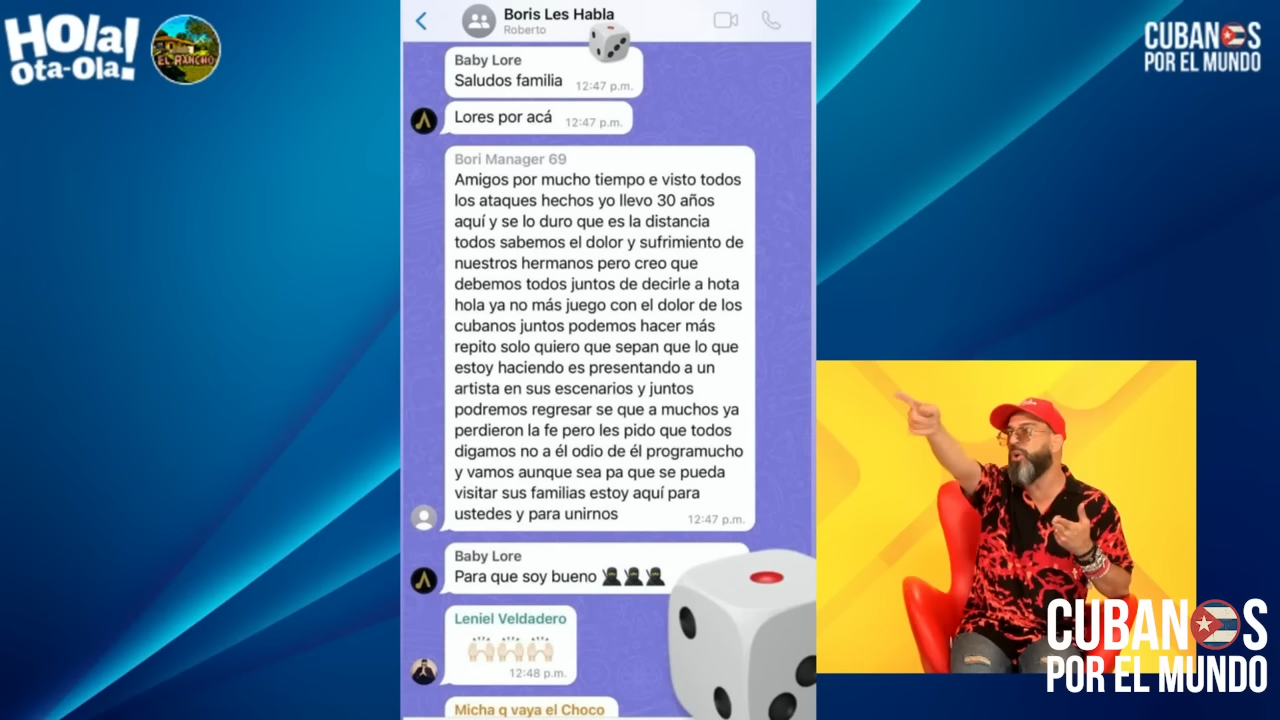 HOla!
Ota-Ola!
EL RANCHO
CUBANOS
POR EL MUNDO
Boris Les Habla
Roberto
Baby Lore
Saludos familia 12:47 p.m.
Lores por acá 12:47 p.m.
Bori Manager 69
Amigos por mucho tiempo e visto todos
los ataques hechos yo llevo 30 años
aquí y se lo duro que es la distancia
todos sabemos el dolor y sufrimiento de
nuestros hermanos pero creo que
debemos todos juntos de decirle a hota
hola ya no más juego con el dolor de los
cubanos juntos podemos hacer más
repito solo quiero que sepan que lo que
estoy haciendo es presentando a un
artista en sus escenarios y juntos
podremos regresar se que a muchos ya
perdieron la fe pero les pido que todos
digamos no a él odio de él programucho
y vamos aunque sea pa que se pueda
visitar sus familias estoy aquí para
ustedes y para unirnos 12:47 p.m.
Baby Lore
Para que soy bueno 🥷🥷🥷
Leniel Veldadero
🙌🏻🙌🏻🙌🏻
12:48 p.m.
Micha q vaya el Choco
CUBANOS
POR EL MUNDO